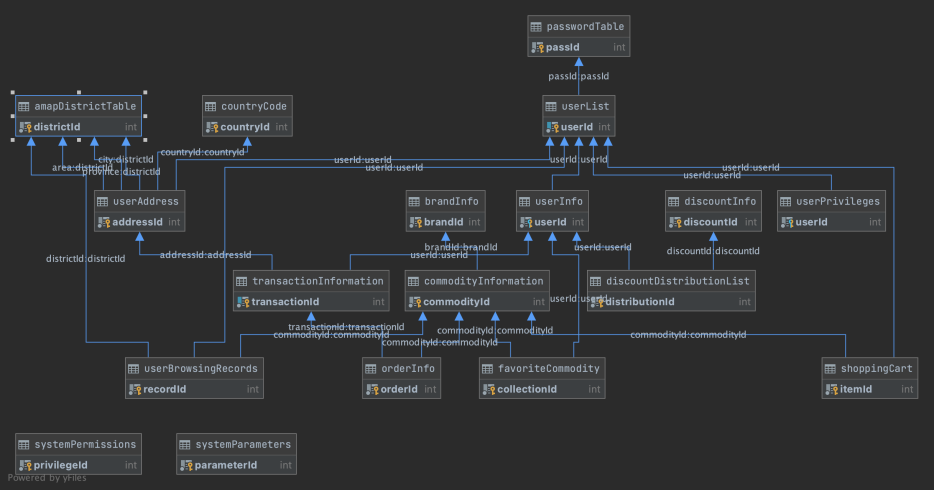 passwordTable
passId int
passId:passId
amapDistrictTable
districtId int
countryCode
countryId int
userList
userId int
countryId:countryId
city:districtId
area:districtId
province:districtId
userId:userId
userId:userId
userId:userId
userId:userId
userId:userId
userAddress
addressId int
brandInfo
brandId int
userInfo
userId int
discountInfo
discountId int
userPrivileges
userId int
districtId:districtId
addressId:addressId
brandId:brandId
userId:userId
userId:userId
discountId:discountId
transactionInformation
transactionId int
commodityInformation
commodityId int
userId:userId
discountDistributionList
distributionId int
transactionId:transactionId
commodityId:commodityId
commodityId:commodityId
commodityId:commodityId
commodityId:commodityId
userBrowsingRecords
recordId int
orderInfo
orderId int
favoriteCommodity
collectionId int
shoppingCart
itemId int
systemPermissions
privilegeId int
systemParameters
parameterId int
Powered by yFiles